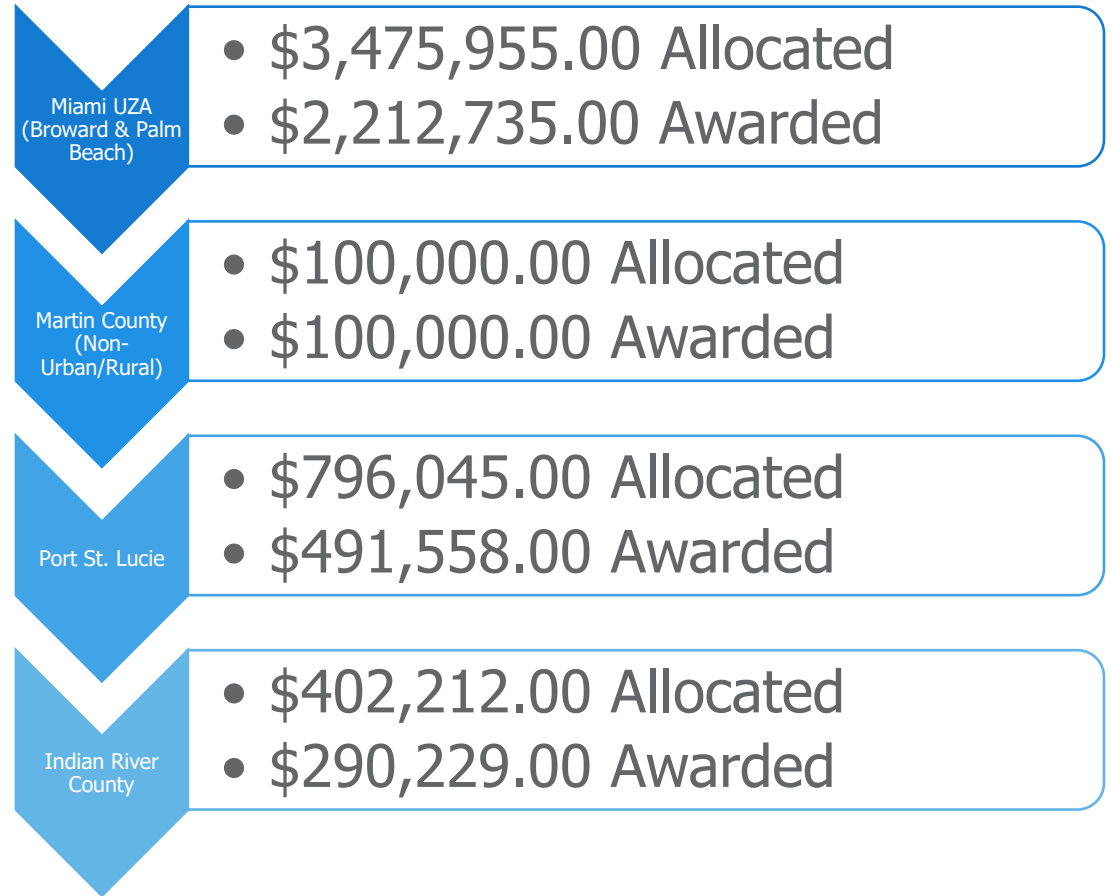 Miami UZA
(Broward & Palm
Beach)
• $3,475,955.00 Allocated
• $2,212,735.00 Awarded
Martin County
(Non-
Urban/Rural)
• $100,000.00 Allocated
• $100,000.00 Awarded
Port St. Lucie
• $796,045.00 Allocated
• $491,558.00 Awarded
Indian River
County
• $402,212.00 Allocated
• $290,229.00 Awarded